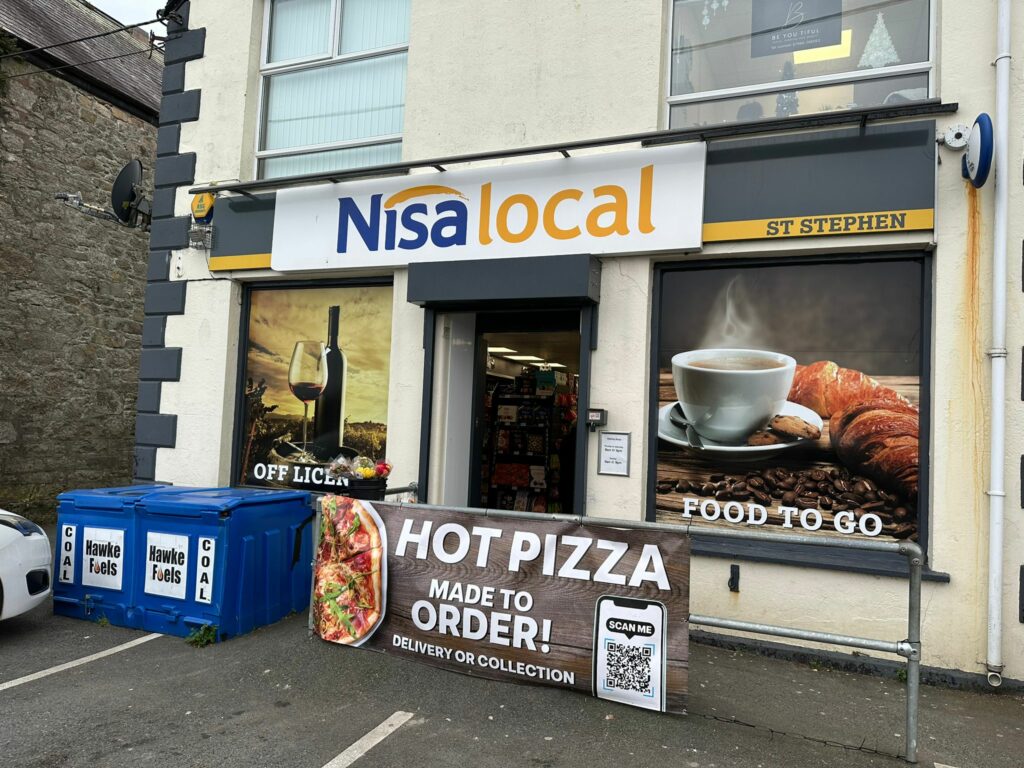 B
BE YOU TIFUL
Nisa local
ST STEPHEN
OFF LICEN
FOOD TO GO
COAL
Hawke
Fuels
Hawke
Fuels
COAL
HOT PIZZA
MADE TO
ORDER!
DELIVERY OR COLLECTION
SCAN ME